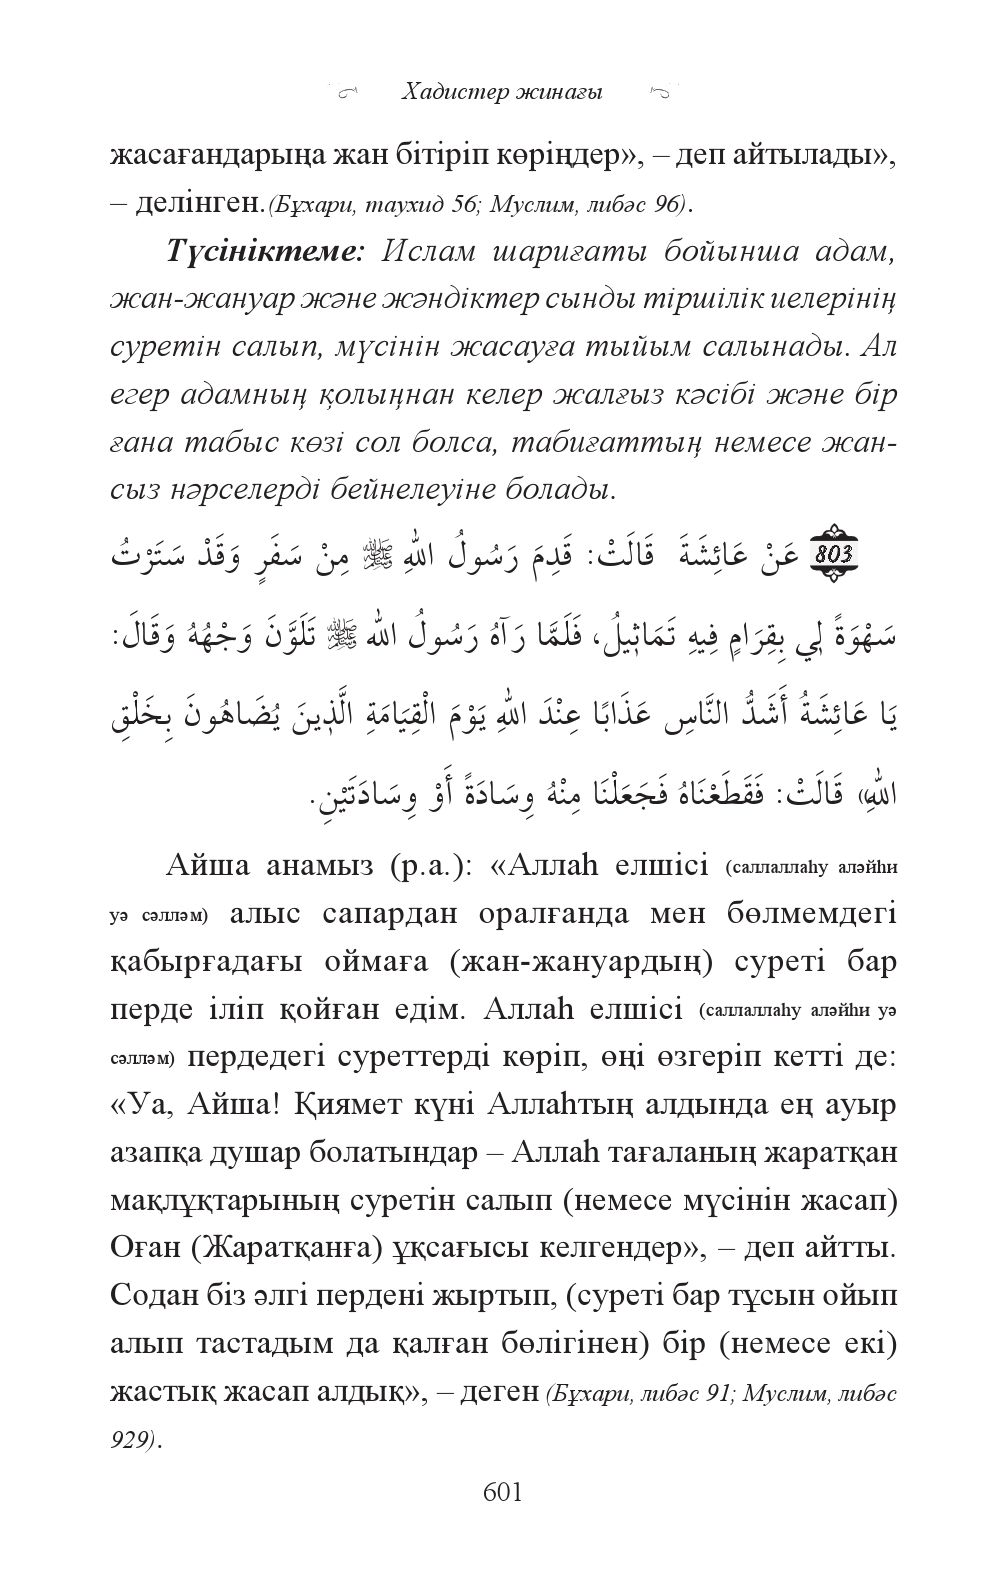 Хадистер жинағы
жасағандарыңа жан бітіріп көріңдер», – деп айтылады»,
– делінген.(Бұхари, таухид 56; Муслим, либәс 96).
Түсініктеме: Ислам шариғаты бойынша адам,
жан-жануар және жәндіктер сынды тіршілік иелерінің
суретін салып, мүсінін жасауға тыйым салынады. Ал
егер адамның қолыңнан келер жалғыз кәсібі және бір
ғана табыс көзі сол болса, табиғаттың немесе жан-
сыз нәрселерді бейнелеуіне болады.
803 عَنْ عَائِشَةَ قَالَتْ: قَدِمَ رَسُولُ اللهِ ﷺ مِنْ سَفَرٍ وَقَدْ سَتَرْتُ
سَهْوَةً لِي بِقِرَامٍ فِيهِ تَمَاثِيلُ، فَلَمَّا رَآهُ رَسُولُ الله ﷺ تَلَوَّنَ وَجْهُهُ وَقَالَ:
يَا عَائِشَةُ أَشَدُّ النَّاسِ عَذَابًا عِنْدَ اللهِ يَوْمَ الْقِيَامَةِ الَّذِينَ يُضَاهُونَ بِخَلْقِ
اللهِ» قَالَتْ: فَقَطَعْنَاهُ فَجَعَلْنَا مِنْهُ وِسَادَةً أَوْ وِسَادَتَيْنِ.
Айша анамыз (р.а.): «Аллаһ елшісі (саллаллаһу аләйһи
уә сәлләм) алыс сапардан оралғанда мен бөлмемдегі
қабырғадағы оймаға (жан-жануардың) суреті бар
перде іліп қойған едім. Аллаһ елшісі (саллаллаһу аләйһи уә
сәлләм) пердедегі суреттерді көріп, өңі өзгеріп кетті де:
«Уа, Айша! Қиямет күні Аллаһтың алдында ең ауыр
азапқа душар болатындар – Аллаһ тағаланың жаратқан
мақлұқтарының суретін салып (немесе мүсінін жасап)
Оған (Жаратқанға) ұқсағысы келгендер», – деп айтты.
Содан біз әлгі пердені жыртып, (суреті бар тұсын ойып
алып тастадым да қалған бөлігінен) бір (немесе екі)
жастық жасап алдық», – деген (Бұхари, либәс 91; Муслим, либәс
929).
601